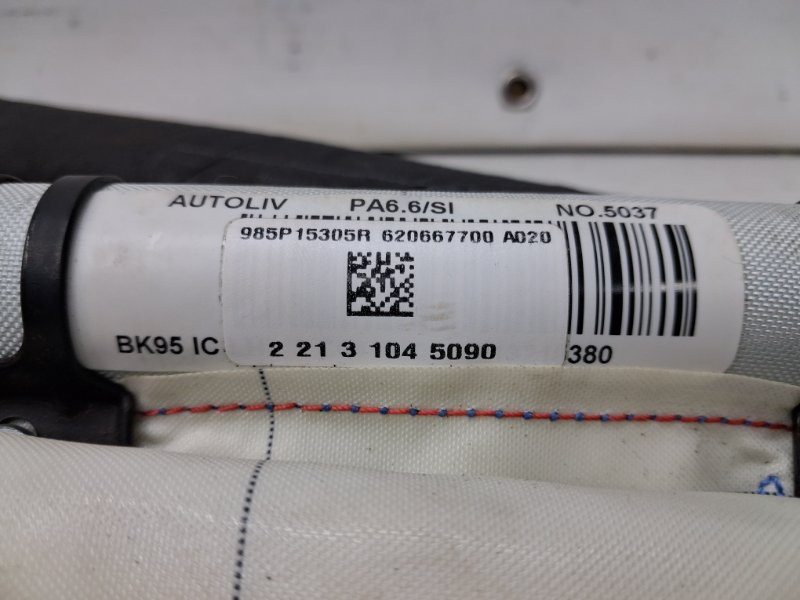 AUTOLIV PA6.6/SI NO.5037
985P15305R 620667700 A020
BK95 IC 2 21 3 104 5090 380